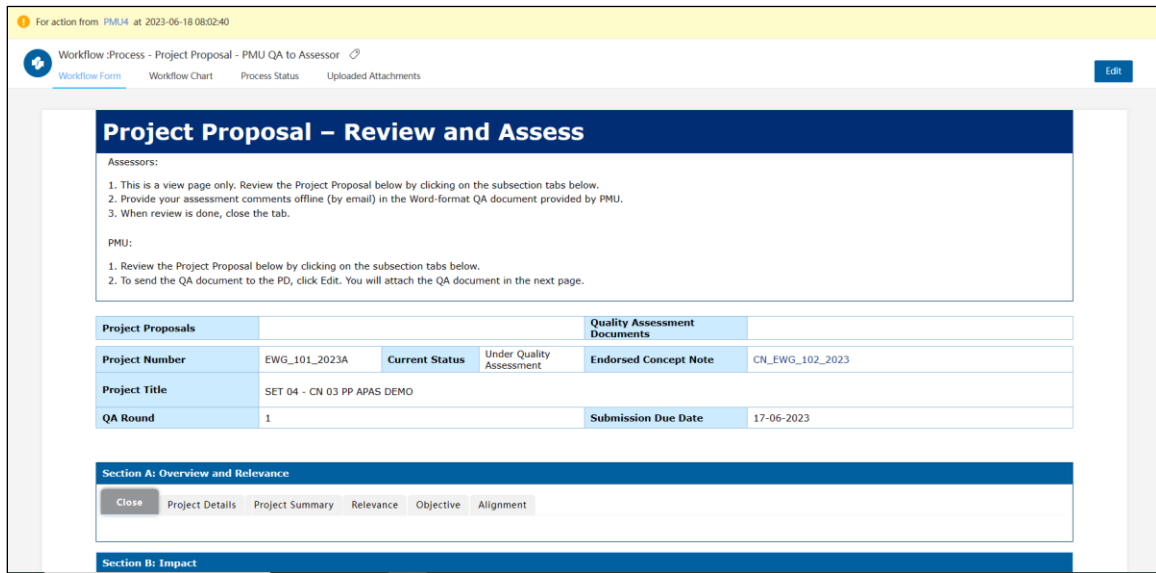 For action from PMU4 at 2023-06-18 08:02:40
Workflow :Process - Project Proposal - PMU QA to Assessor
Workflow Form Workflow Chart Process Status Uploaded Attachments
Edit
Project Proposal – Review and Assess
Assessors:
1. This is a view page only. Review the Project Proposal below by clicking on the subsection tabs below.
2. Provide your assessment comments offline (by email) in the Word-format QA document provided by PMU.
3. When review is done, close the tab.
PMU:
1. Review the Project Proposal below by clicking on the subsection tabs below.
2. To send the QA document to the PD, click Edit. You will attach the QA document in the next page.
Project Proposals
Quality Assessment
Documents
Project Number EWG_101_2023A Current Status Under Quality
Assessment
Endorsed Concept Note CN_EWG_102_2023
Project Title SET 04 - CN 03 PP APAS DEMO
QA Round 1 Submission Due Date 17-06-2023
Section A: Overview and Relevance
Close Project Details Project Summary Relevance Objective Alignment
Section B: Impact